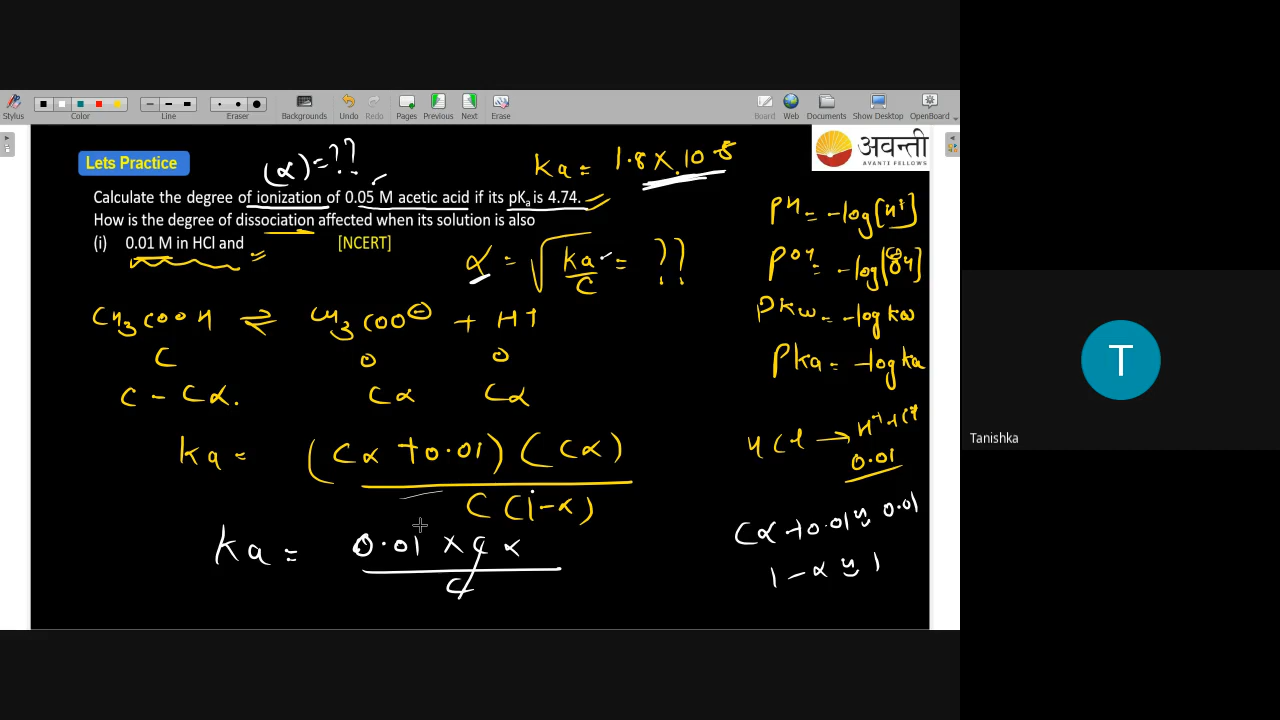 Stylus Color Line Eraser Backgrounds Undo Redo Pages Previous Next Erase Board Web Documents Show Desktop OpenBoard
Lets Practice
(α) = ??
Ka = 1.8 × 10-5
अवन्ती
AVANTI FELLOWS
Calculate the degree of ionization of 0.05 M acetic acid if its pKa is 4.74.
How is the degree of dissociation affected when its solution is also
(i) 0.01 M in HCl and [NCERT]
α = √Ka/C = ??
PH = -log[H+]
POH = -log[OH]
PKw = -log Kw
PKa = -log Ka
CH3COOH ⇌ CH3COO⊖ + H+
C 0 0
C - Cα. Cα Cα
Ka = (Cα + 0.01) (Cα)
C (1-α)
HCl → H+ + Cl-
0.01
Cα + 0.01 ≈ 0.01
1 - α ≈ 1
Ka = 0.01 × C α
C
T
Tanishka